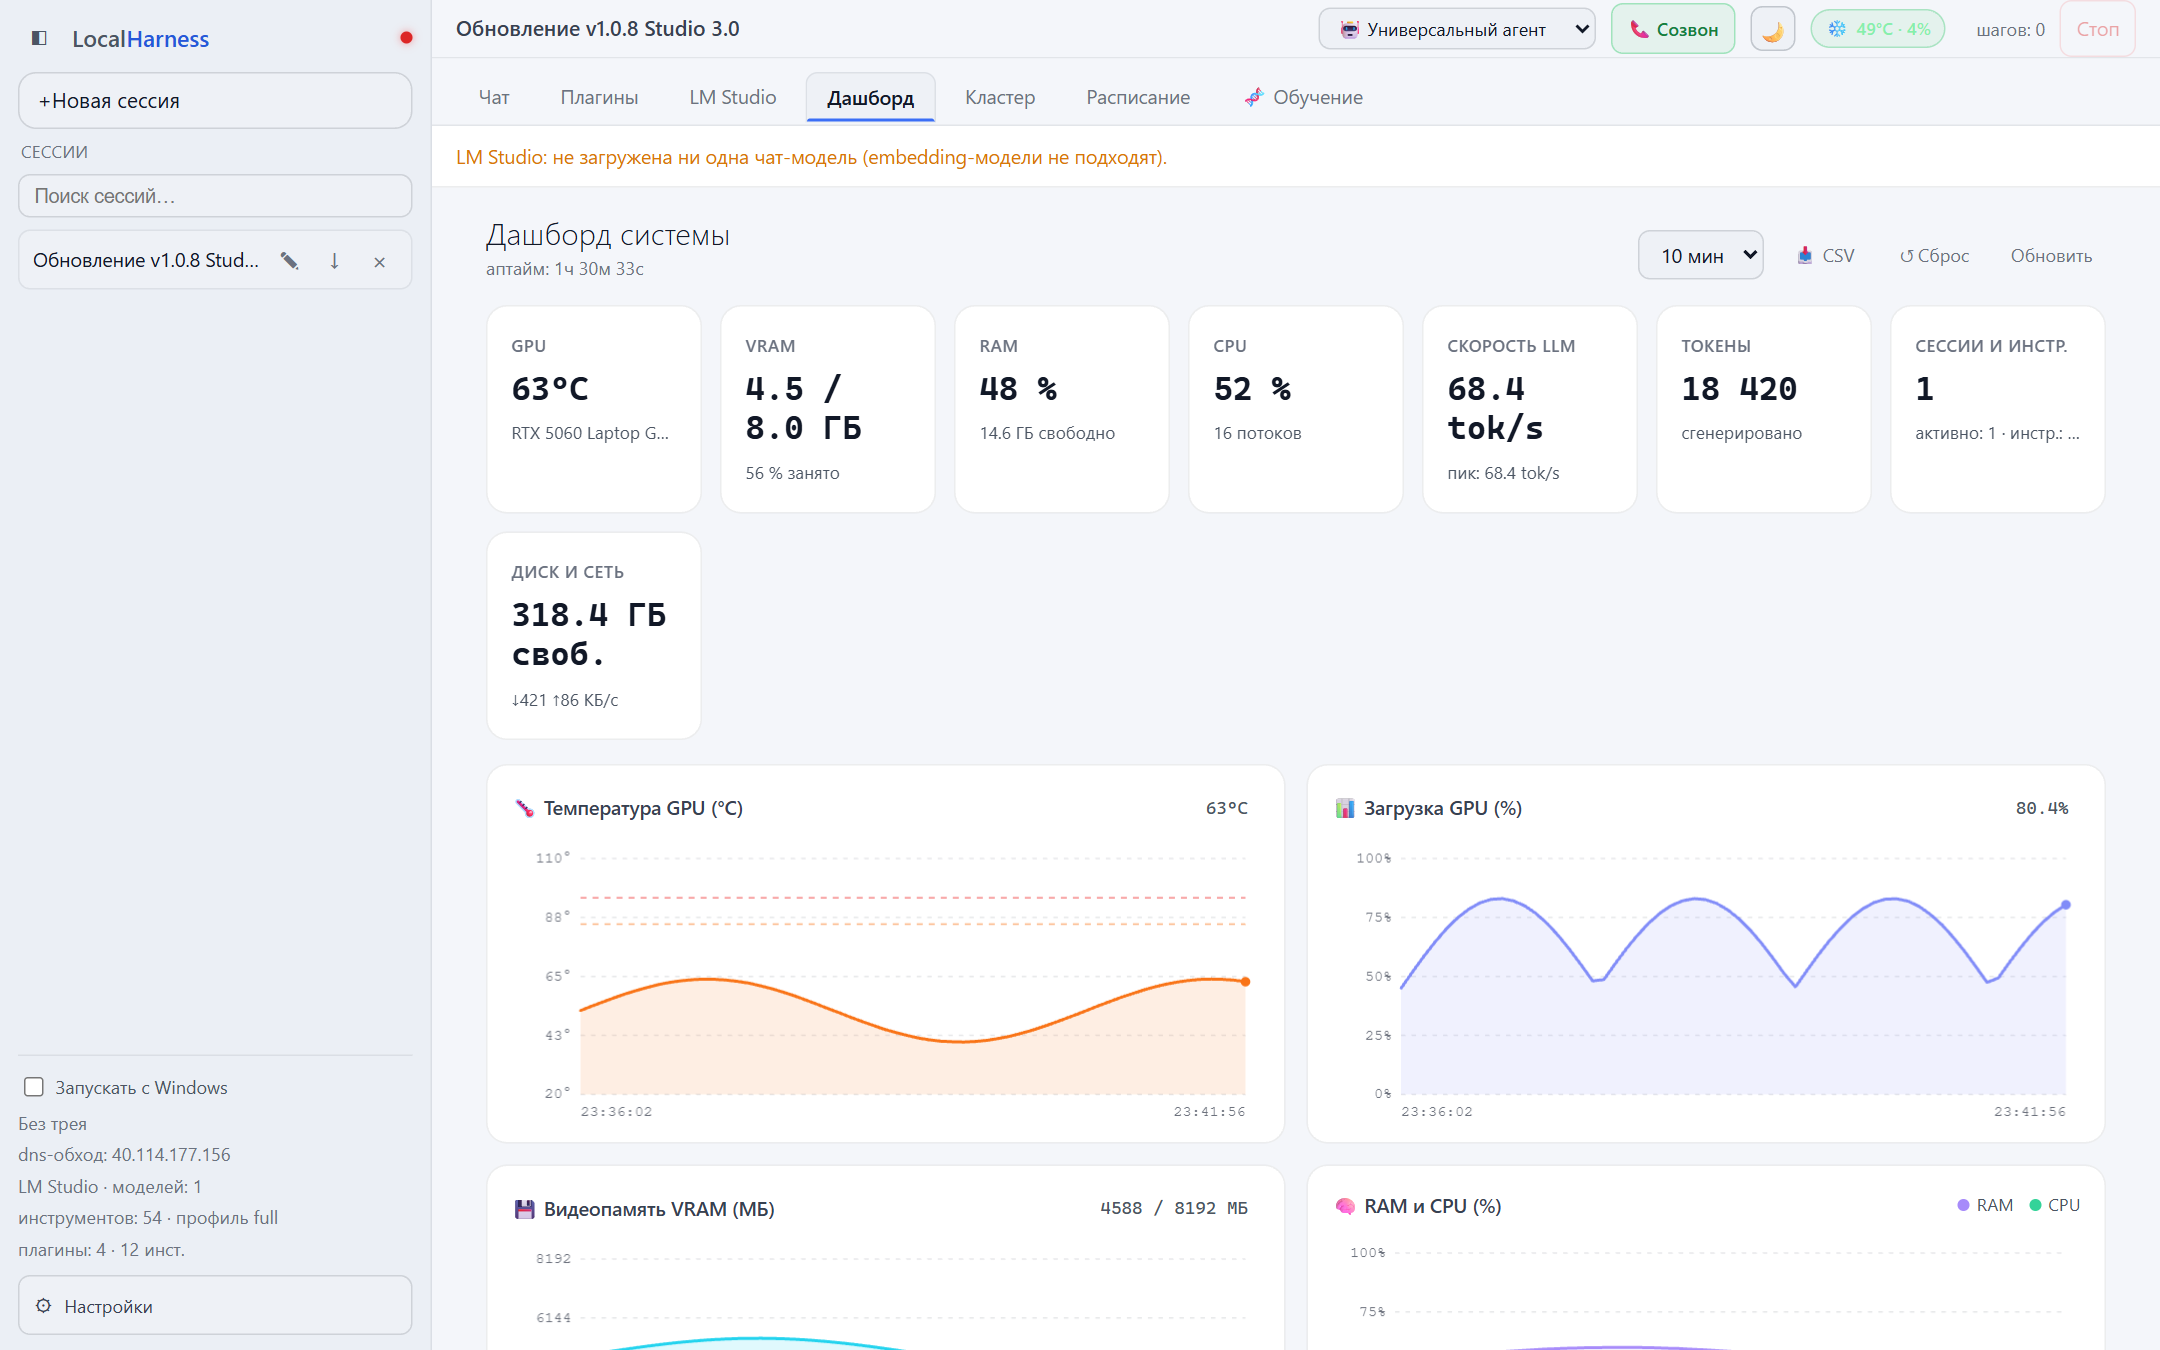 LocalHarness
+Новая сессия
СЕССИИ
Поиск сессий...
Обновление v1.0.8 Stud...
Запускать с Windows
Без трея
dns-обход: 40.114.177.156
LM Studio · моделей: 1
инструментов: 54 · профиль full
плагины: 4 · 12 инст.
Настройки
Обновление v1.0.8 Studio 3.0
Универсальный агент
Созвон
49°C · 4%
шагов: 0
Стоп
Чат
Плагины
LM Studio
Дашборд
Кластер
Расписание
Обучение
LM Studio: не загружена ни одна чат-модель (embedding-модели не подходят).
Дашборд системы
аптайм: 1ч 30м 33с
10 мин
CSV
↺ Сброс
Обновить
GPU
63°C
RTX 5060 Laptop G...
VRAM
4.5 /
8.0 ГБ
56 % занято
RAM
48 %
14.6 ГБ свободно
CPU
52 %
16 потоков
СКОРОСТЬ LLM
68.4
tok/s
пик: 68.4 tok/s
ТОКЕНЫ
18 420
сгенерировано
СЕССИИ И ИНСТР.
1
активно: 1 · инстр.: ...
ДИСК И СЕТЬ
318.4 ГБ
своб.
↓421 ↑86 КБ/с
Температура GPU (°C)
63°C
110°
88°
65°
43°
20°
23:36:02
23:41:56
Загрузка GPU (%)
80.4%
100%
75%
50%
25%
0%
23:36:02
23:41:56
Видеопамять VRAM (МБ)
4588 / 8192 МБ
8192
6144
RAM и CPU (%)
RAM
CPU
100%
75%